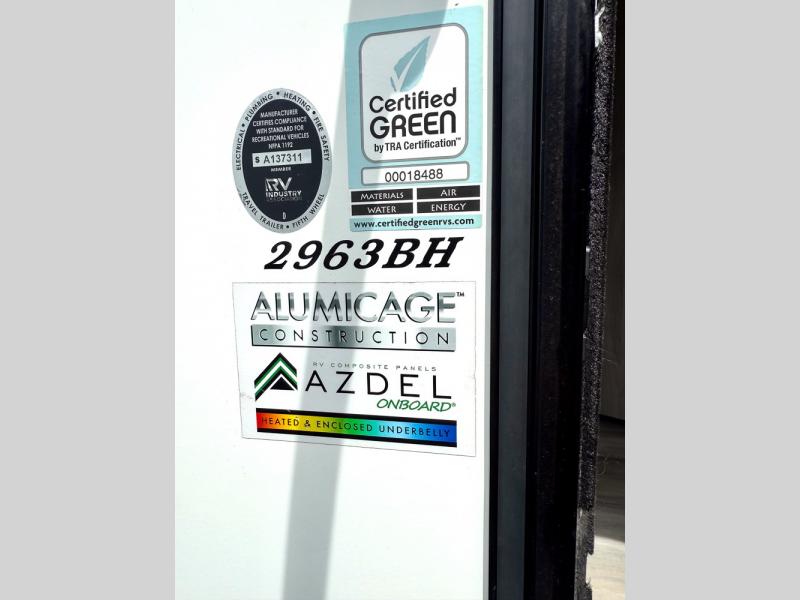 ELECTRICAL • PLUMBING • HEATING • FIRE SAFETY
MANUFACTURER
CERTIFIES COMPLIANCE
WITH STANDARD FOR
RECREATIONAL VEHICLES
NFPA 1192
S A137311
MEMBER
RV
INDUSTRY
ASSOCIATION
D
TRAVEL TRAILER • FIFTH WHEEL
Certified
GREEN
by TRA Certification™
00018488
MATERIALS AIR
WATER ENERGY
www.certifiedgreenrvs.com
2963BH
ALUMICAGE™
CONSTRUCTION
RV COMPOSITE PANELS
AZDEL
ONBOARD®
HEATED & ENCLOSED UNDERBELLY